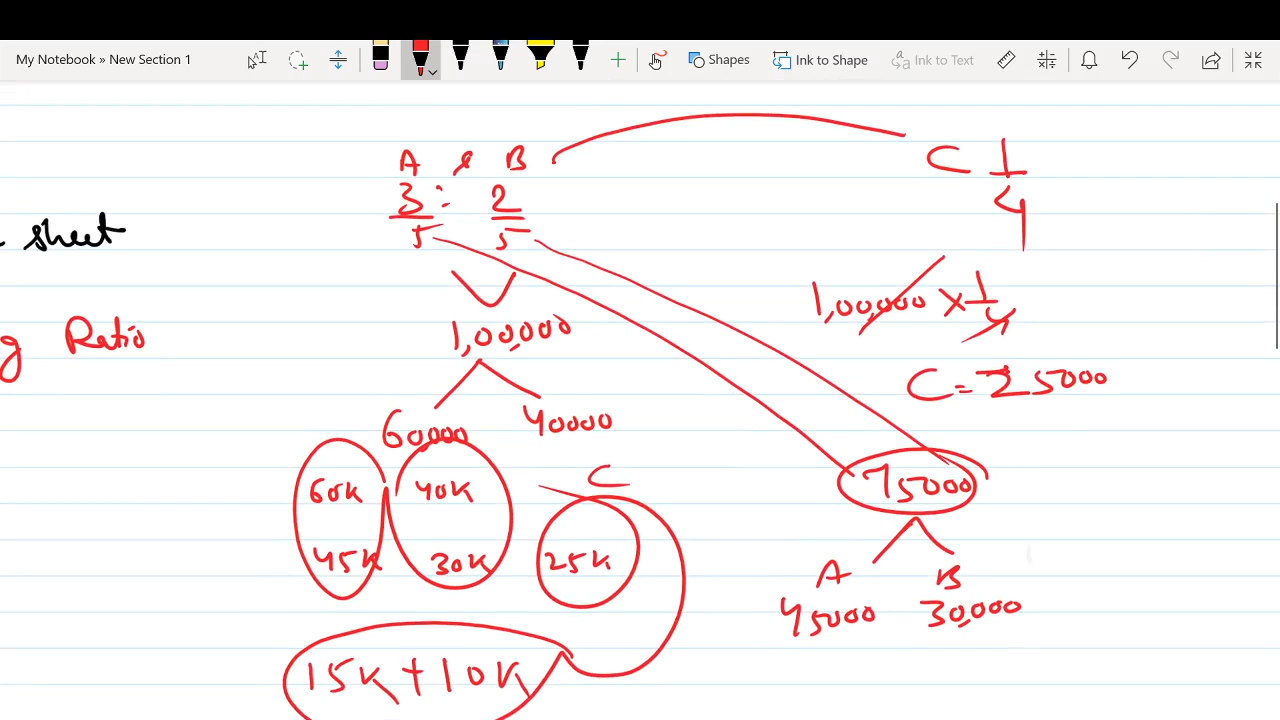 My Notebook » New Section 1
Shapes
Ink to Shape
Ink to Text
A & B
C 1/4
3/5 : 2/5
sheet
1,00,000 × 1/4
g Ratio
1,00,000
C = 25000
60,000 40000
C
75000
60K 40K
45K 30K 25K
A B
45000 30,000
15K + 10K